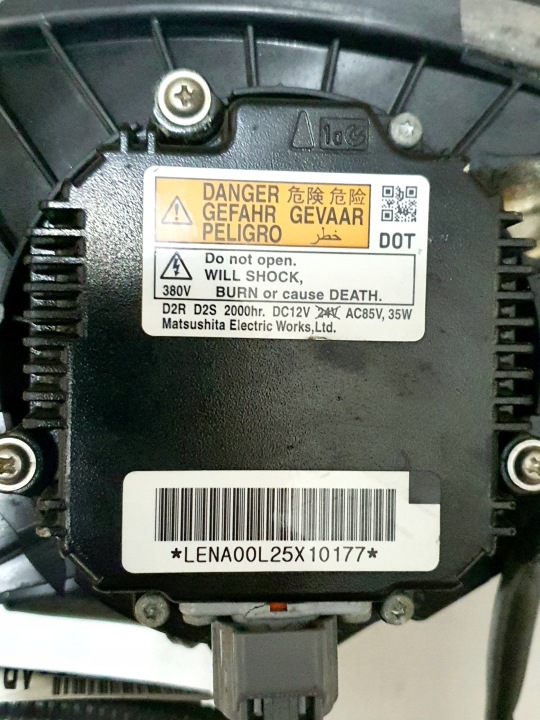 DANGER 危険 危险
GEFAHR GEVAAR
PELIGRO خطر
DOT
Do not open.
WILL SHOCK,
380V BURN or cause DEATH.
D2R D2S 2000hr. DC12V 24V AC85V, 35W
Matsushita Electric Works,Ltd.
*LENA00L25X10177*